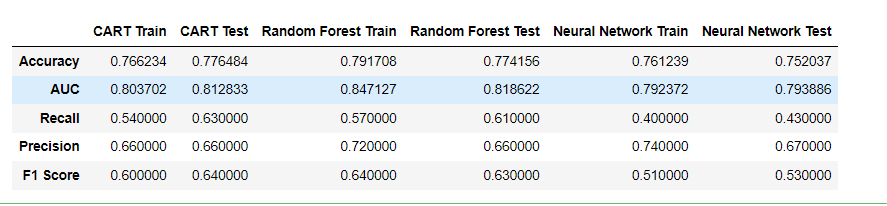 CART Train CART Test Random Forest Train Random Forest Test Neural Network Train Neural Network Test
Accuracy 0.766234 0.776484 0.791708 0.774156 0.761239 0.752037
AUC 0.803702 0.812833 0.847127 0.818622 0.792372 0.793886
Recall 0.540000 0.630000 0.570000 0.610000 0.400000 0.430000
Precision 0.660000 0.660000 0.720000 0.660000 0.740000 0.670000
F1 Score 0.600000 0.640000 0.640000 0.630000 0.510000 0.530000